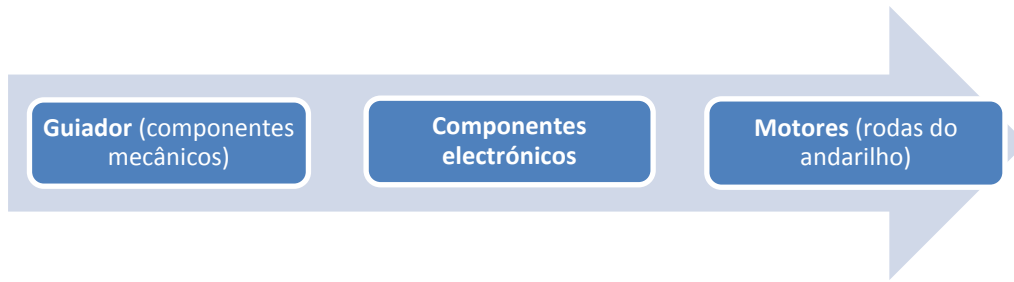 Guiador (componentes
mecânicos)
Componentes
electrónicos
Motores (rodas do
andarilho)